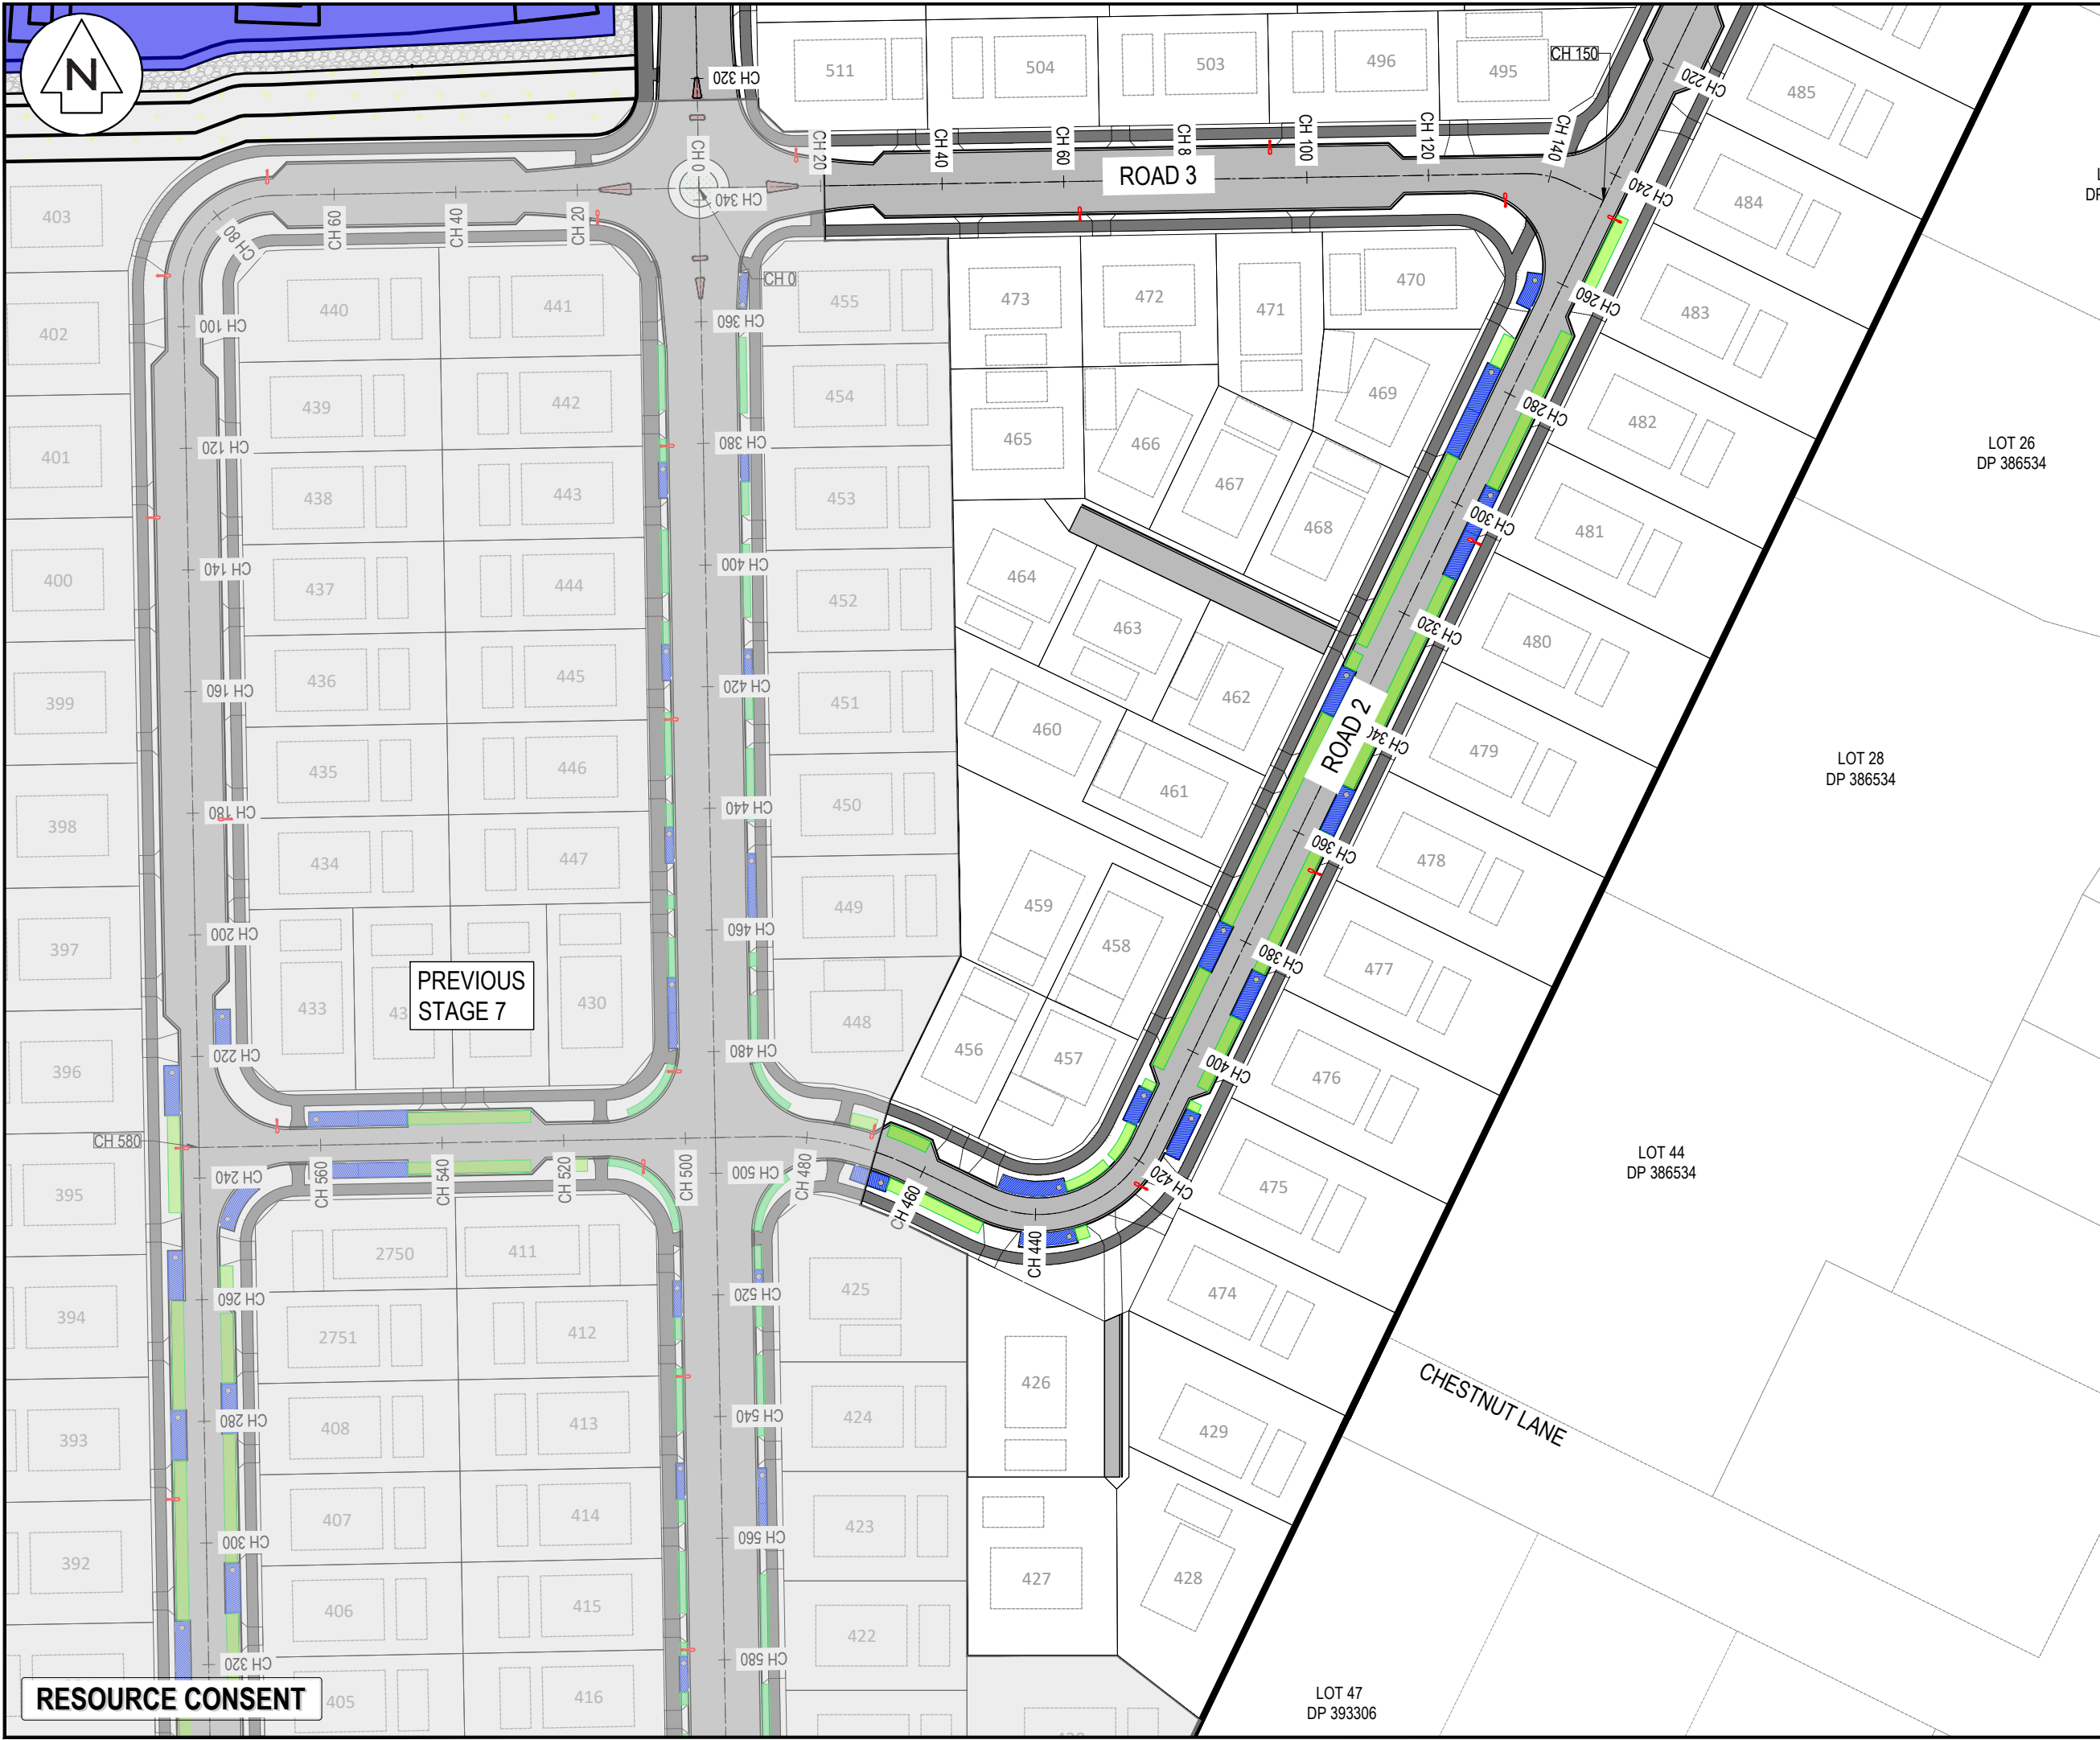 N
CH 320
511
504
503
496
495
CH 150
CH 220
485
CH 0
CH 20
CH 40
CH 60
CH 8
CH 100
CH 120
CH 140
ROAD 3
CH 340
CH 240
484
403
CH 80
CH 60
CH 40
CH 20
CH 0
440
441
455
473
472
471
470
CH 260
483
402
CH 100
CH 360
439
442
454
469
CH 280
482
401
CH 120
CH 380
465
466
LOT 26
DP 386534
438
443
453
467
468
CH 300
481
400
CH 140
CH 400
437
444
452
464
463
CH 320
480
399
CH 160
436
445
CH 420
451
460
462
ROAD 2
CH 340
479
LOT 28
DP 386534
435
446
461
398
CH 180
CH 440
450
434
447
CH 360
478
397
CH 200
CH 460
449
459
458
CH 380
477
PREVIOUS
STAGE 7
433
43
430
448
456
457
396
CH 220
CH 480
CH 400
476
CH 580
395
CH 240
CH 560
CH 540
CH 520
CH 500
CH 500
CH 480
CH 460
CH 440
CH 420
475
LOT 44
DP 386534
2750
411
425
474
394
CH 260
CH 520
2751
412
426
CHESTNUT LANE
393
CH 280
408
413
CH 540
424
429
392
CH 300
407
414
CH 560
423
427
428
406
415
422
CH 320
CH 580
RESOURCE CONSENT
405
416
LOT 47
DP 393306